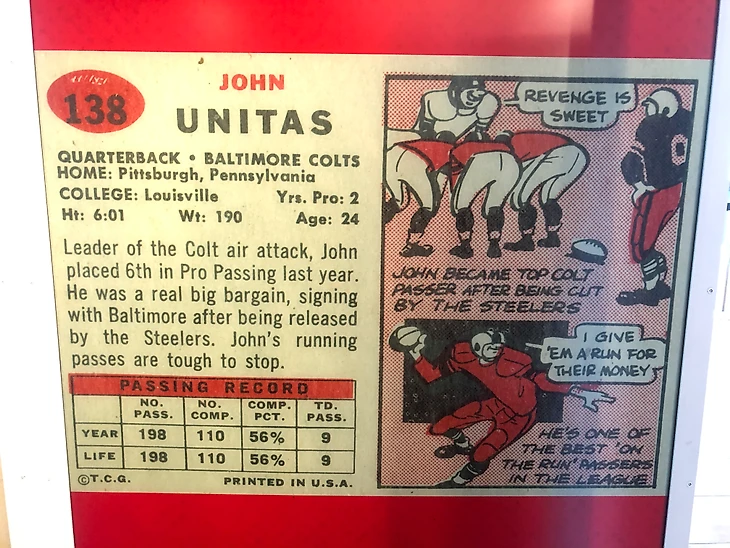 138
JOHN
UNITAS
QUARTERBACK • BALTIMORE COLTS
HOME: Pittsburgh, Pennsylvania
COLLEGE: Louisville Yrs. Pro: 2
Ht: 6:01 Wt: 190 Age: 24
Leader of the Colt air attack, John
placed 6th in Pro Passing last year.
He was a real big bargain, signing
with Baltimore after being released
by the Steelers. John's running
passes are tough to stop.
PASSING RECORD
NO. PASS. NO. COMP. COMP. PCT. TD. PASS.
YEAR 198 110 56% 9
LIFE 198 110 56% 9
©T.C.G. PRINTED IN U.S.A.
REVENGE IS
SWEET
JOHN BECAME TOP COLT
PASSER AFTER BEING CUT
BY THE STEELERS
I GIVE
'EM A RUN FOR
THEIR MONEY
HE'S ONE OF
THE BEST 'ON
THE RUN' PASSERS
IN THE LEAGUE